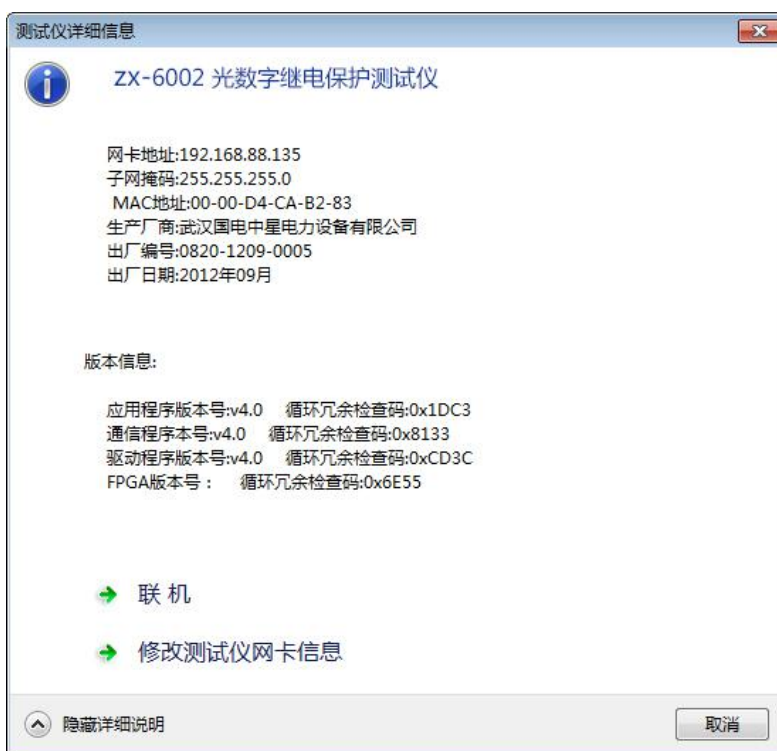 测试仪详细信息
zx-6002 光数字继电保护测试仪
网卡地址:192.168.88.135
子网掩码:255.255.255.0
MAC地址:00-00-D4-CA-B2-83
生产厂商:武汉国电中星电力设备有限公司
出厂编号:0820-1209-0005
出厂日期:2012年09月
版本信息:
应用程序版本号:v4.0 循环冗余检查码:0x1DC3
通信程序本号:v4.0 循环冗余检查码:0x8133
驱动程序版本号:v4.0 循环冗余检查码:0xCD3C
FPGA版本号： 循环冗余检查码:0x6E55
联机
修改测试仪网卡信息
隐藏详细说明 取消